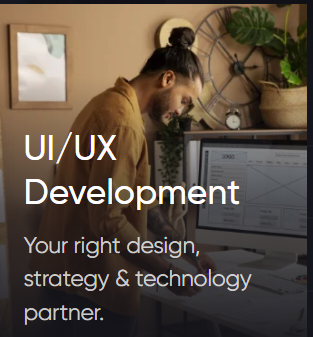 UI/UX
Development
Your right design,
strategy & technology
partner.